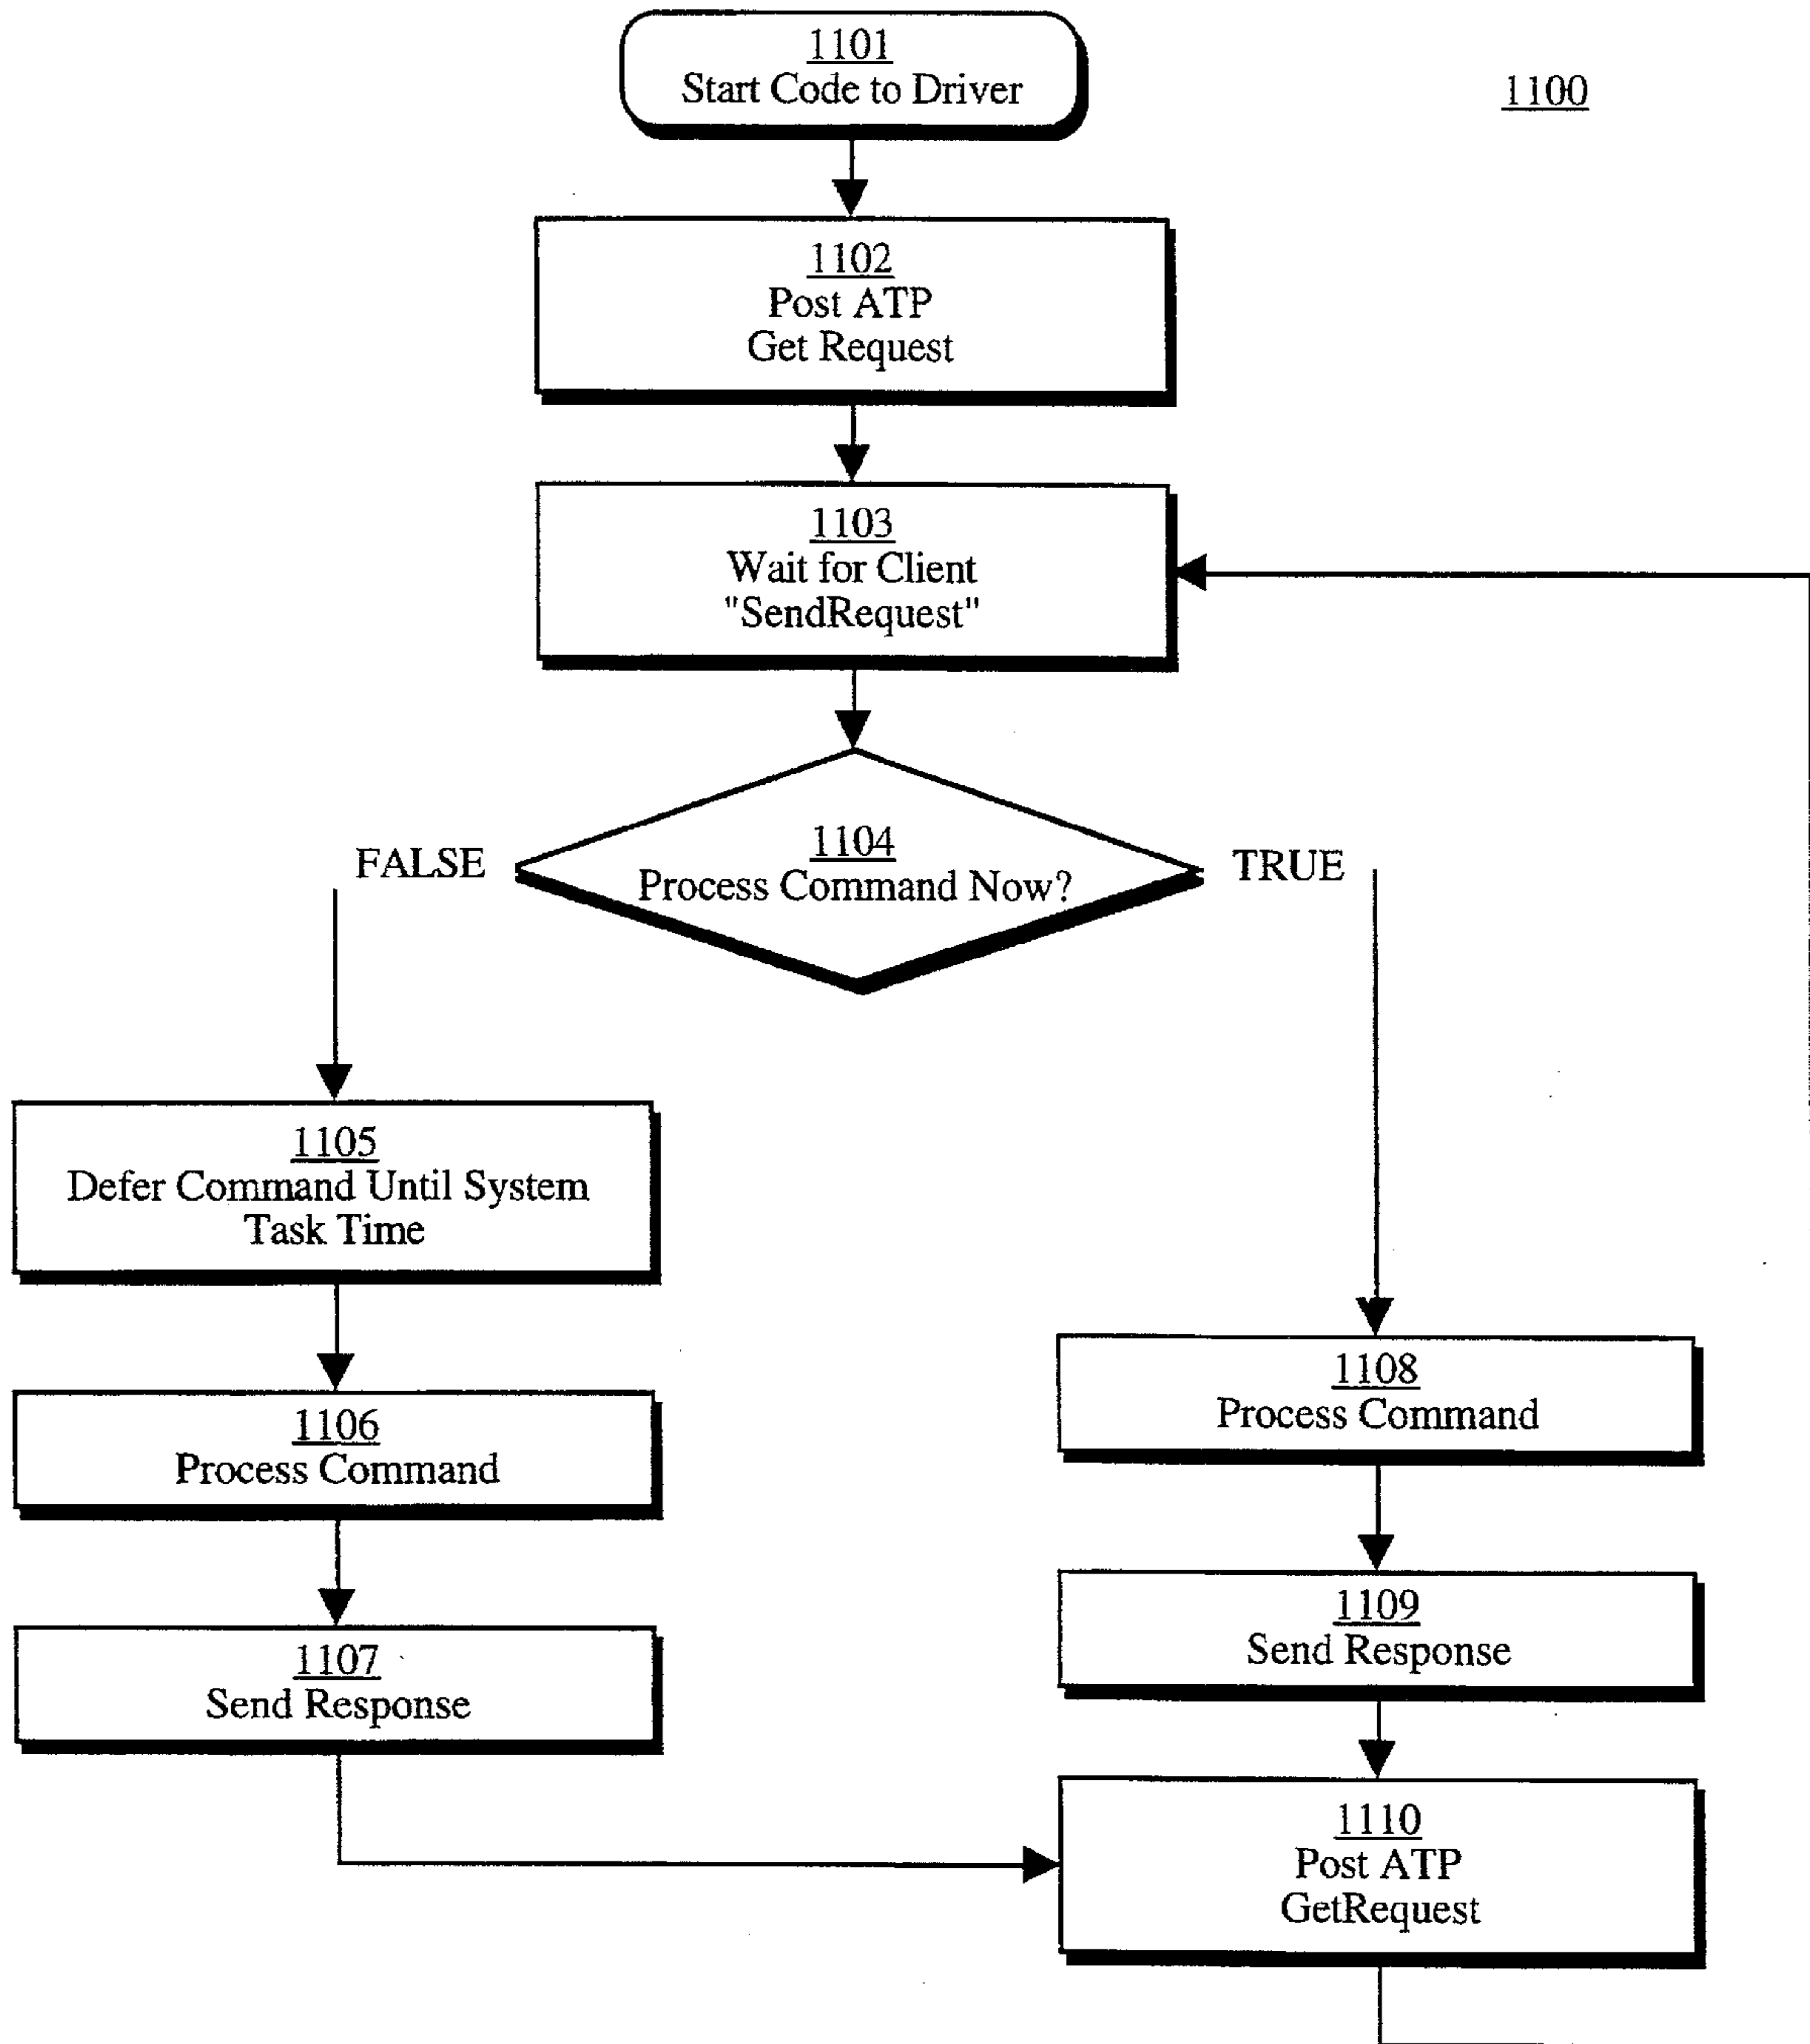 1101
Start Code to Driver
1100
1102
Post ATP
Get Request
1103
Wait for Client
"SendRequest"
1104
Process Command Now?
FALSE
TRUE
1105
Defer Command Until System
Task Time
1106
Process Command
1107
Send Response
1108
Process Command
1109
Send Response
1110
Post ATP
GetRequest